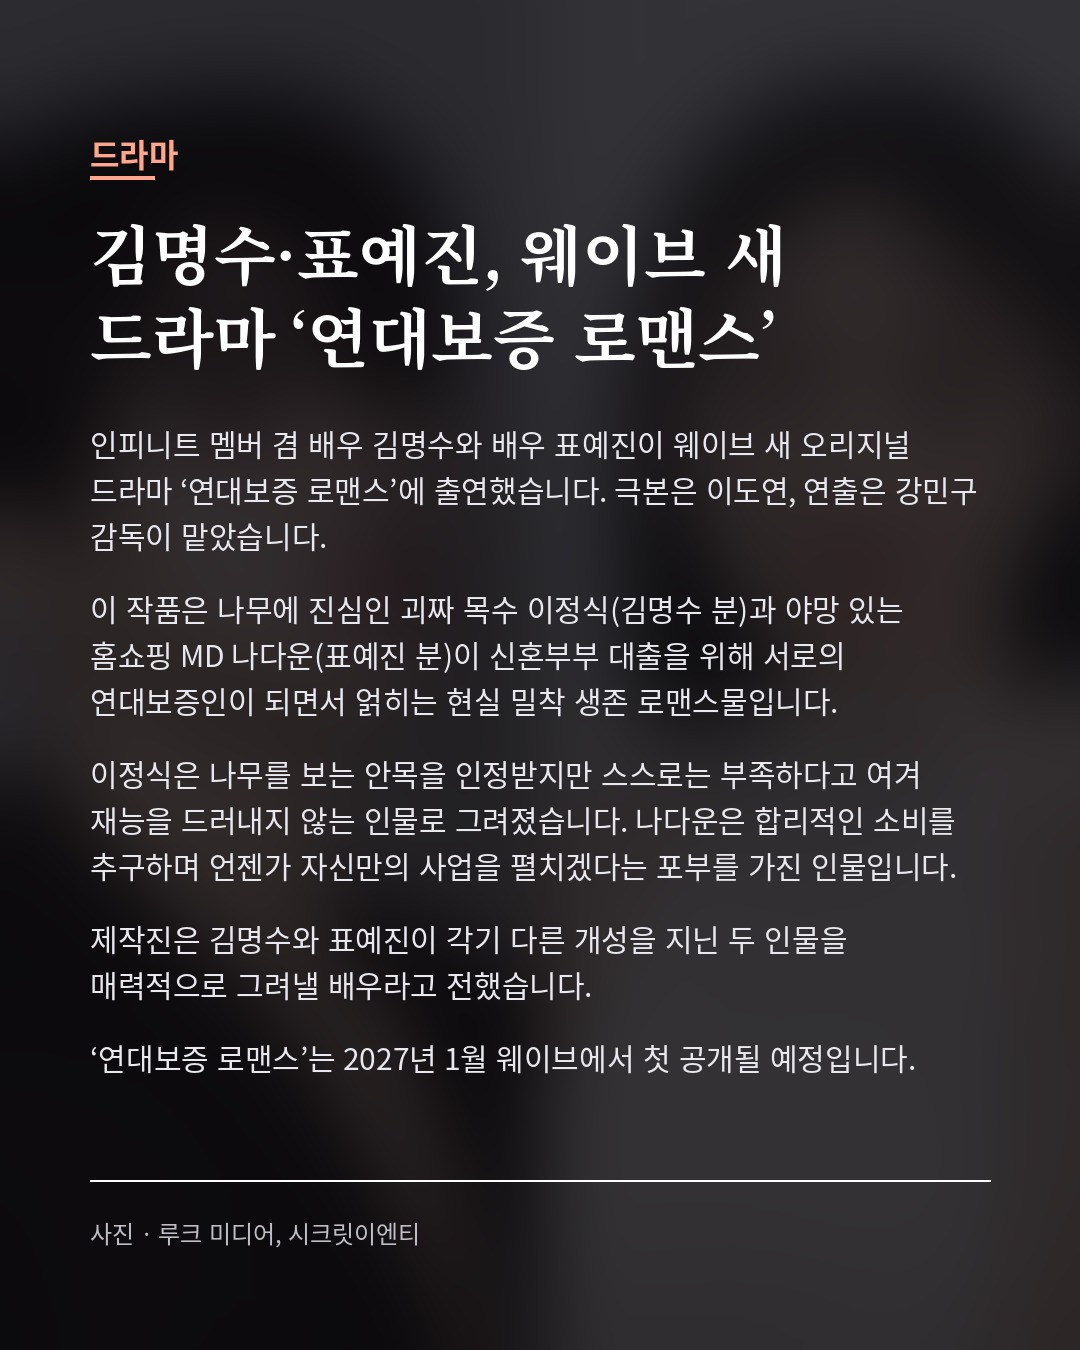 드라마
김명수·표예진, 웨이브 새
드라마 ‘연대보증 로맨스’
인피니트 멤버 겸 배우 김명수와 배우 표예진이 웨이브 새 오리지널
드라마 ‘연대보증 로맨스’에 출연했습니다. 극본은 이도연, 연출은 강민구
감독이 맡았습니다.
이 작품은 나무에 진심인 괴짜 목수 이정식(김명수 분)과 야망 있는
홈쇼핑 MD 나다운(표예진 분)이 신혼부부 대출을 위해 서로의
연대보증인이 되면서 얽히는 현실 밀착 생존 로맨스물입니다.
이정식은 나무를 보는 안목을 인정받지만 스스로는 부족하다고 여겨
재능을 드러내지 않는 인물로 그려졌습니다. 나다운은 합리적인 소비를
추구하며 언젠가 자신만의 사업을 펼치겠다는 포부를 가진 인물입니다.
제작진은 김명수와 표예진이 각기 다른 개성을 지닌 두 인물을
매력적으로 그려낼 배우라고 전했습니다.
‘연대보증 로맨스’는 2027년 1월 웨이브에서 첫 공개될 예정입니다.
사진 · 루크 미디어, 시크릿이엔티